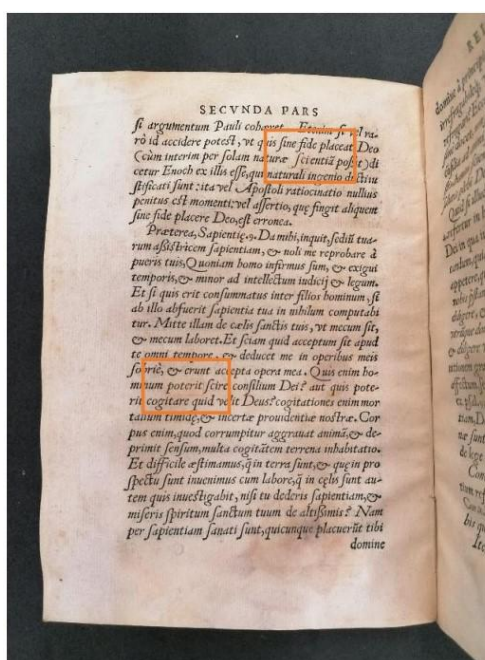 SECVNDA PARS
si argumentum Pauli cohæret. Etenim si vel ra-
rò id accidere potest, vt quis sine fide placeat Deo
(cùm interim per solam naturæ scientiā possit) di
cetur Enoch ex illis esse, qui naturali ingenio
stificati sunt: ita vel Apostoli ratiocinatio nullius
penitus est momenti: vel assertio, quę fingit aliquem
sine fide placere Deo, est erronea.
Præterea, Sapientię. 9. Da mihi, inquit, sediū tua-
rum assistricem sapientiam, & noli me reprobare à
pueris tuis, Quoniam homo infirmus sum, & exigui
temporis, & minor ad intellectum iudicij & legum.
Et si quis erit consummatus inter filios hominum, si
ab illo abfuerit sapientia tua in nihilum computabi
tur. Mitte illam de cælis sanctis tuis, vt mecum sit,
& mecum laboret. Et sciam quid acceptum sit apud
te omni tempore, & deducet me in operibus meis
sobriè, & erunt accepta opera mea. Quis enim ho-
minum poterit scire consilium Dei? aut quis pote-
rit cogitare quid velit Deus? cogitationes enim mor
talium timidę, & incertæ prouidentiæ nostræ. Cor
pus enim, quod corrumpitur aggrauat animā, & de-
primit sensum, multa cogitātem terrena inhabitatio.
Et difficile æstimamus, q̄ in terra sunt, & quę in pro
spectu sunt inuenimus cum labore, q̄ in cęlis sunt au-
tem quis inuestigabit, nisi tu dederis sapientiam, &
miseris spiritum sanctum tuum de altissimis? Nam
per sapientiam sanati sunt, quicunque placuerūt tibi
domine